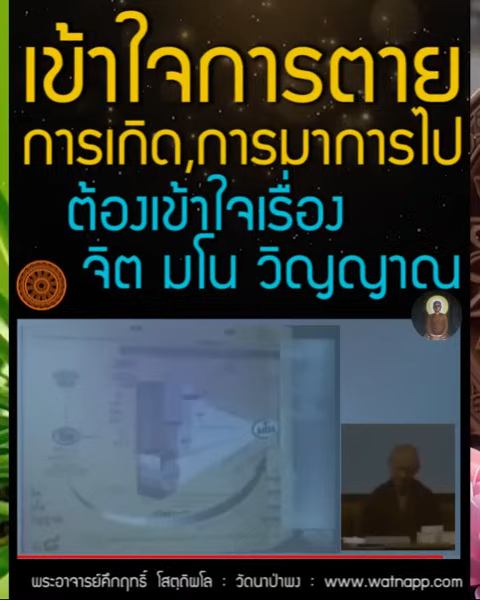 เข้าใจการตาย
การเกิด,การมาการไป
ต้องเข้าใจเรื่อง
จิต มโน วิญญาณ
พระอาจารย์คึกฤทธิ์ โสตฺถิผโล : วัดนาป่าพง : www.watnapp.com